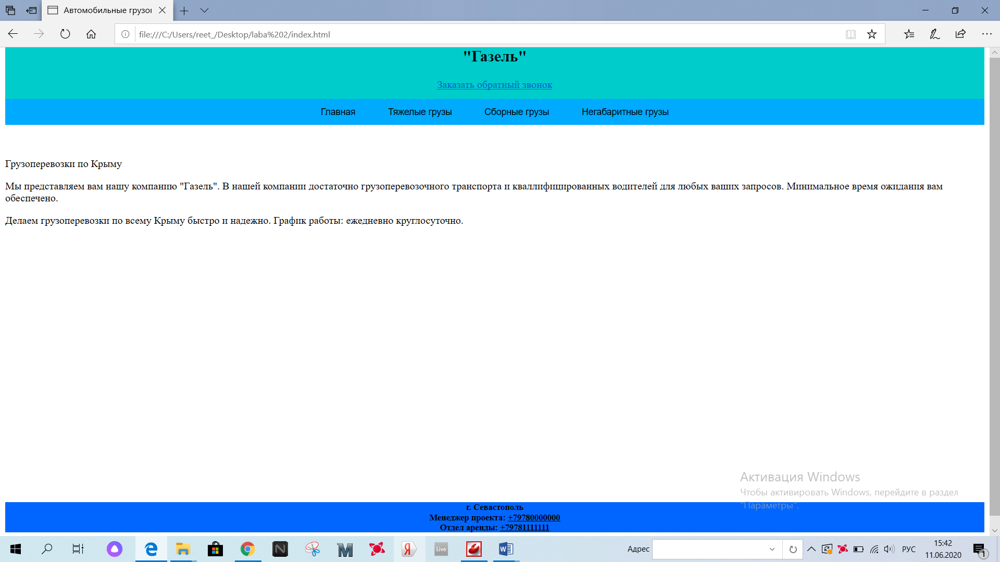 Автомобильные грузо
file:///C:/Users/reet_/Desktop/laba%202/index.html
"Газель"
Заказать обратный звонок
Главная Тяжелые грузы Сборные грузы Негабаритные грузы
Грузоперевозки по Крыму
Мы представляем вам нашу компанию "Газель". В нашей компании достаточно грузоперевозочного транспорта и кваллифицированных водителей для любых ваших запросов. Минимальное время ожидания вам
обеспечено.
Делаем грузоперевозки по всему Крыму быстро и надежно. График работы: ежедневно круглосуточно.
Активация Windows
Чтобы активировать Windows, перейдите в раздел
"Параметры".
г. Севастополь
Менеджер проекта: +79780000000
Отдел аренды: +79781111111
Live
Адрес
РУС
15:42
11.06.2020
1